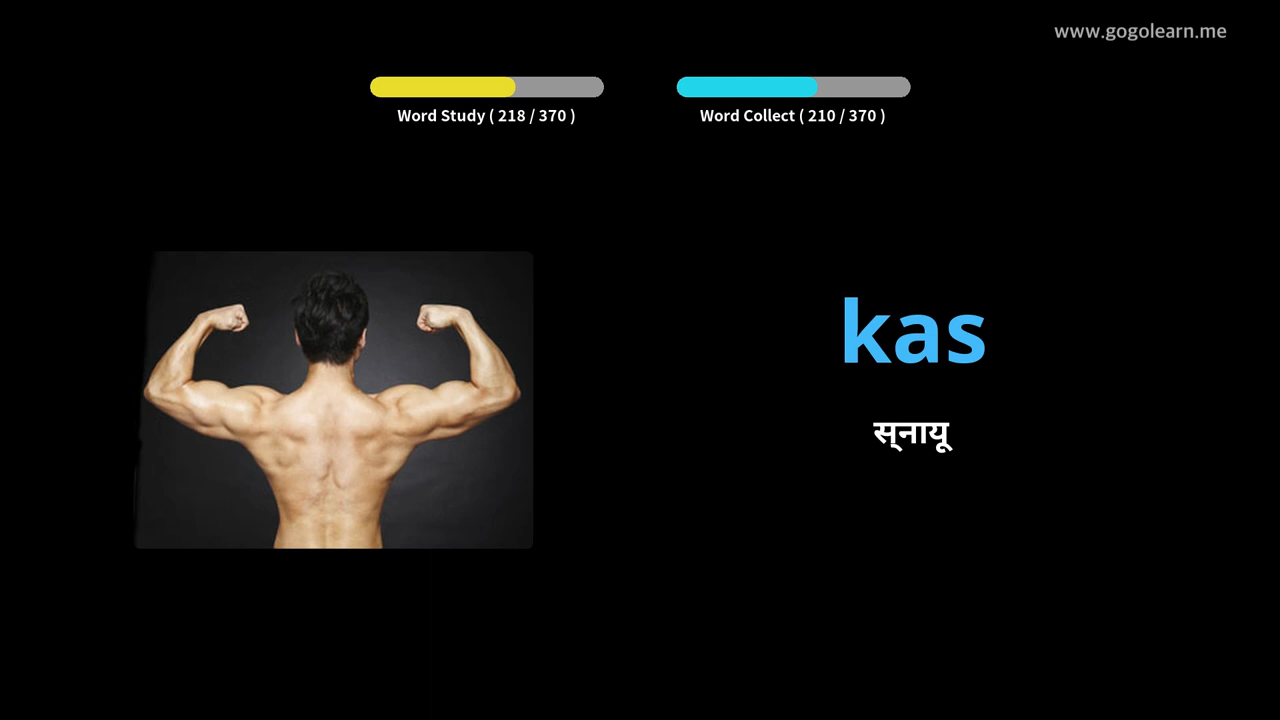 www.gogolearn.me
Word Study ( 218 / 370 )
Word Collect ( 210 / 370 )
kas
स्‌नायू